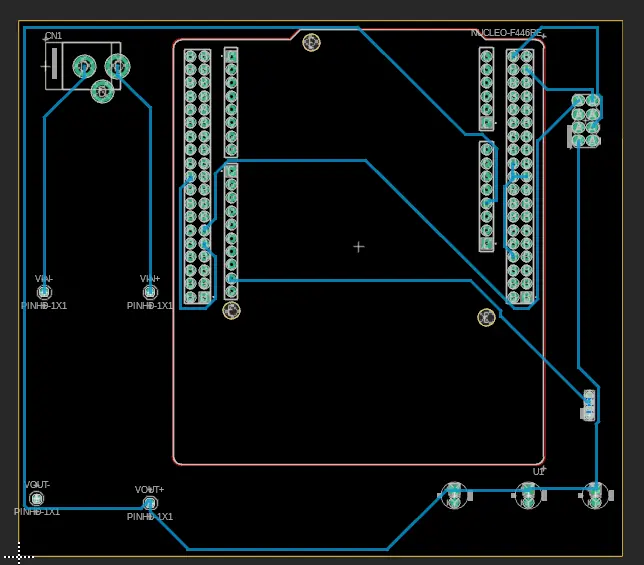 CN1
NUCLEO-F446RE
VIN-
VIN+
PINHD-1X1
PINHD-1X1
U1
VOUT-
VOUT+
PINHD-1X1
PINHD-1X1